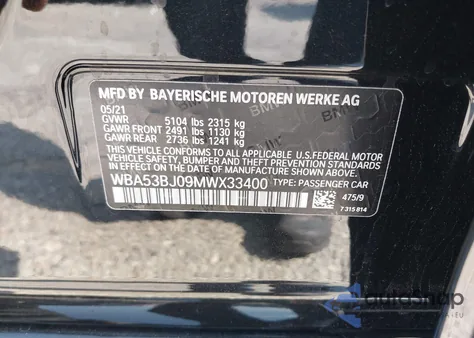 MFD BY BAYERISCHE MOTOREN WERKE AG
05/21
GVWR 5104 lbs 2315 kg
GAWR FRONT 2491 lbs 1130 kg
GAWR REAR 2736 lbs 1241 kg
THIS VEHICLE CONFORMS TO ALL APPLICABLE U.S.FEDERAL MOTOR
VEHICLE SAFETY, BUMPER AND THEFT PREVENTION STANDARDS IN
EFFECT ON THE DATE OF MANUFACTURE SHOWN ABOVE.
WBA53BJ09MWX33400 TYPE: PASSENGER CAR
475/9
7 315 814
autoSnap